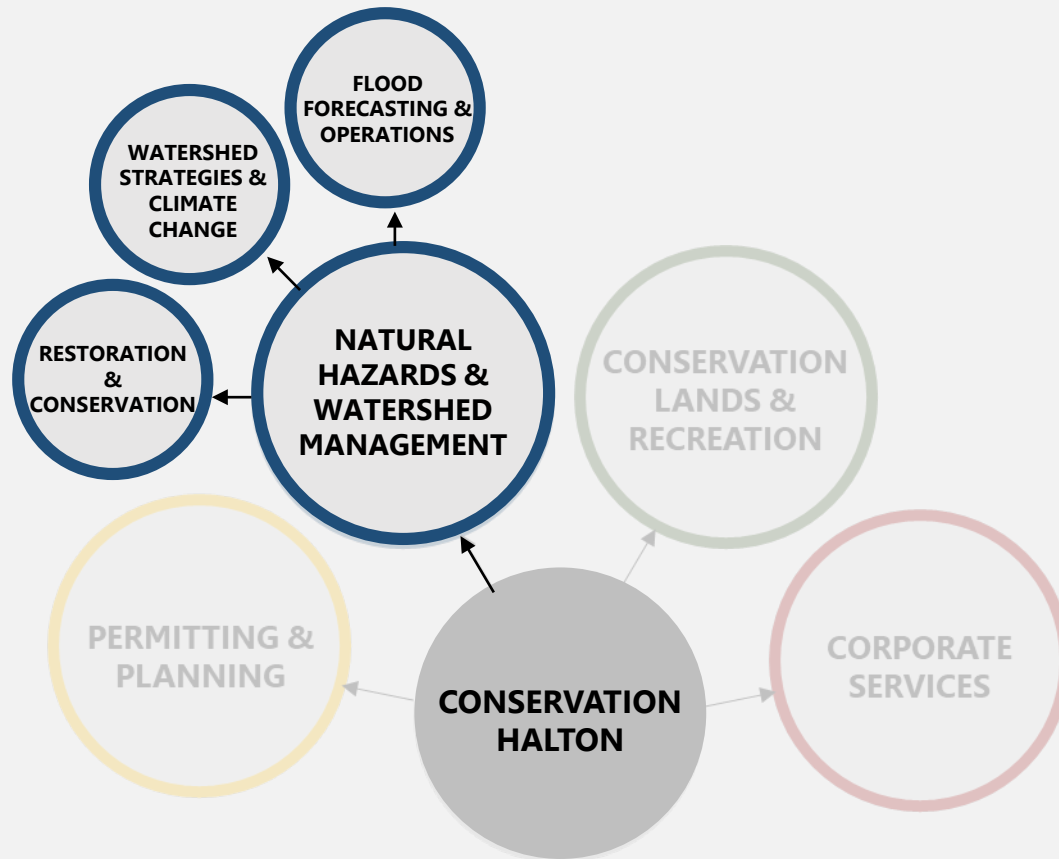 FLOOD
FORECASTING &
OPERATIONS
WATERSHED
STRATEGIES &
CLIMATE
CHANGE
RESTORATION
&
CONSERVATION
NATURAL
HAZARDS &
WATERSHED
MANAGEMENT
CONSERVATION
LANDS &
RECREATION
PERMITTING &
PLANNING
CORPORATE
SERVICES
CONSERVATION
HALTON